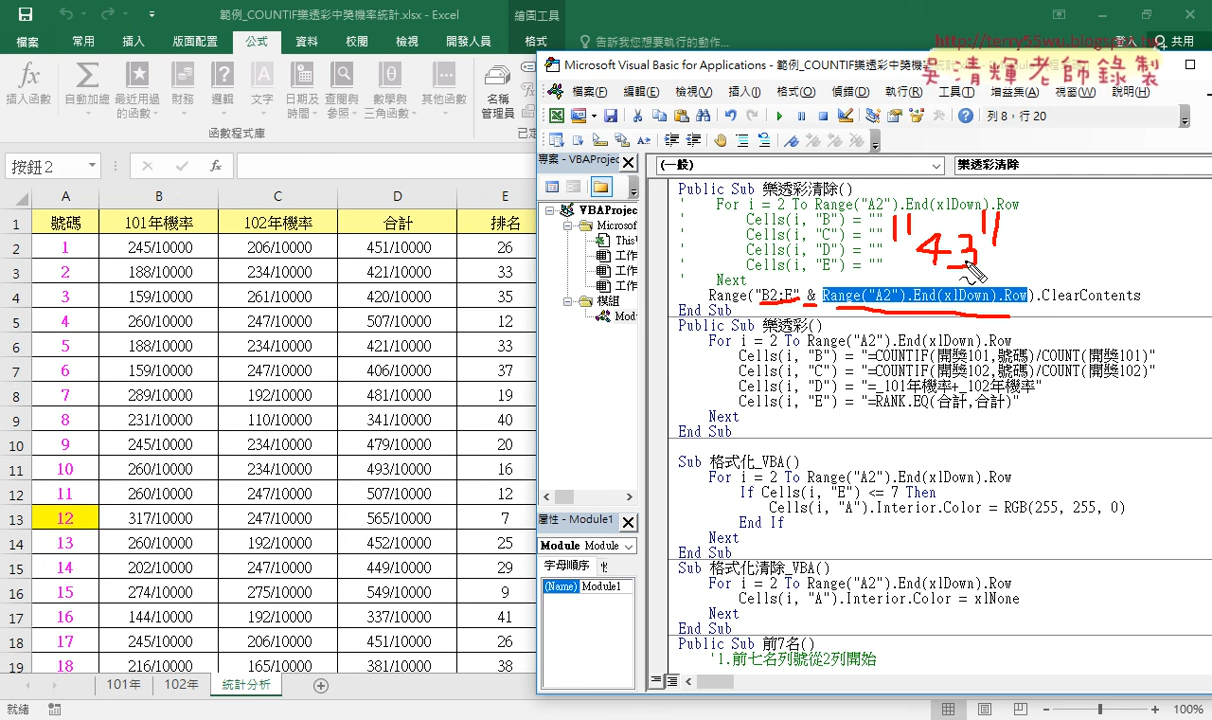 範例_COUNTIF樂透彩中獎機率統計.xlsx - Excel
繪圖工具
檔案 常用 插入 版面配置 公式 資料 校閱 檢視 開發人員 格式 告訴我您想要執行的動作... 登入 共用
http://terry55wu.blogspot.tw
吳清輝老師錄製
插入函數 自動加總 最近用過的函數 財務 邏輯 文字 日期及時間 查閱與參照 數學與三角函數 其他函數 名稱管理員
函數程式庫 已定
按鈕2 fx
A B C D E
1 號碼 101年機率 102年機率 合計 排名
2 1 245/10000 206/10000 451/10000 26
3 2 188/10000 234/10000 421/10000 33
4 3 159/10000 261/10000 421/10000 35
5 4 260/10000 247/10000 507/10000 12
6 5 188/10000 234/10000 421/10000 33
7 6 159/10000 247/10000 406/10000 37
8 7 289/10000 192/10000 481/10000 19
9 8 231/10000 110/10000 341/10000 40
10 9 245/10000 234/10000 479/10000 20
11 10 260/10000 234/10000 493/10000 16
12 11 260/10000 247/10000 507/10000 12
13 12 317/10000 247/10000 565/10000 7
14 13 260/10000 192/10000 452/10000 25
15 14 202/10000 247/10000 449/10000 29
16 15 274/10000 275/10000 549/10000 9
17 16 144/10000 192/10000 337/10000 41
18 17 245/10000 206/10000 451/10000 26
19 18 216/10000 165/10000 381/10000 38
101年 102年 統計分析
就緒
100%
Microsoft Visual Basic for Applications - 範例_COUNTIF樂透彩中獎機
檔案(F) 編輯(E) 檢視(V) 插入(I) 格式(O) 偵錯(D) 執行(R) 工具(T) 增益集(A) 視窗(W) 說明(H)
列 8，行 20
專案 - VBAProjec
VBAProjec
Microsoft
This
工作
工作
工作
模組
Mod
屬性 - Module1
Module Module
字母順序
(Name) Module1
(一般) 樂透彩清除
Public Sub 樂透彩清除()
' For i = 2 To Range("A2").End(xlDown).Row
' Cells(i, "B") = ""
' Cells(i, "C") = ""
' Cells(i, "D") = ""
' Cells(i, "E") = ""
' Next
Range("B2:E" & Range("A2").End(xlDown).Row).ClearContents
End Sub
Public Sub 樂透彩()
For i = 2 To Range("A2").End(xlDown).Row
Cells(i, "B") = "=COUNTIF(開獎101,號碼)/COUNT(開獎101)"
Cells(i, "C") = "=COUNTIF(開獎102,號碼)/COUNT(開獎102)"
Cells(i, "D") = "=_101年機率+_102年機率"
Cells(i, "E") = "=RANK.EQ(合計,合計)"
Next
End Sub
Sub 格式化_VBA()
For i = 2 To Range("A2").End(xlDown).Row
If Cells(i, "E") <= 7 Then
Cells(i, "A").Interior.Color = RGB(255, 255, 0)
End If
Next
End Sub
Sub 格式化清除_VBA()
For i = 2 To Range("A2").End(xlDown).Row
Cells(i, "A").Interior.Color = xlNone
Next
End Sub
Public Sub 前7名()
'1.前七名列號從2列開始
"43"